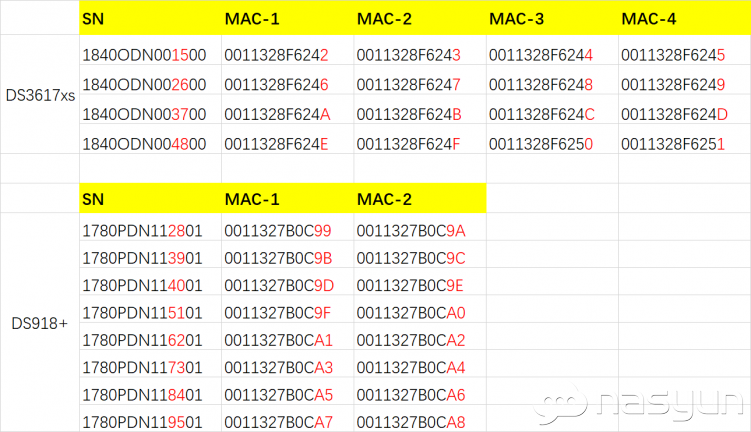 SN MAC-1 MAC-2 MAC-3 MAC-4
DS3617xs
1840ODN001500 0011328F6242 0011328F6243 0011328F6244 0011328F6245
1840ODN002600 0011328F6246 0011328F6247 0011328F6248 0011328F6249
1840ODN003700 0011328F624A 0011328F624B 0011328F624C 0011328F624D
1840ODN004800 0011328F624E 0011328F624F 0011328F6250 0011328F6251
SN MAC-1 MAC-2
DS918+
1780PDN112801 0011327B0C99 0011327B0C9A
1780PDN113901 0011327B0C9B 0011327B0C9C
1780PDN114001 0011327B0C9D 0011327B0C9E
1780PDN115101 0011327B0C9F 0011327B0CA0
1780PDN116201 0011327B0CA1 0011327B0CA2
1780PDN117301 0011327B0CA3 0011327B0CA4
1780PDN118401 0011327B0CA5 0011327B0CA6
1780PDN119501 0011327B0CA7 0011327B0CA8
nasyun